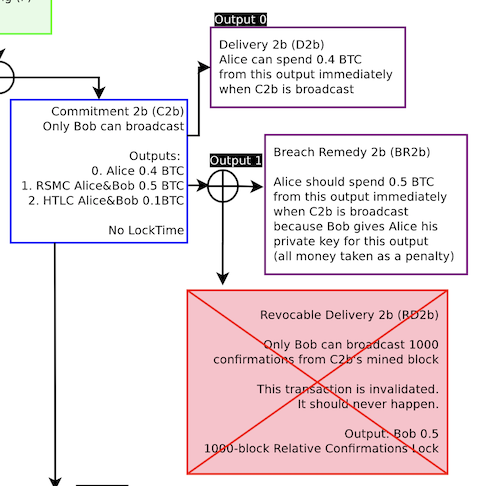 Output 0
Delivery 2b (D2b)
Alice can spend 0.4 BTC
from this output immediately
when C2b is broadcast
Commitment 2b (C2b)
Only Bob can broadcast
Outputs:
0. Alice 0.4 BTC
1. RSMC Alice&Bob 0.5 BTC
2. HTLC Alice&Bob 0.1BTC
No LockTime
Output 1
Breach Remedy 2b (BR2b)
Alice should spend 0.5 BTC
from this output immediately
when C2b is broadcast
because Bob gives Alice his
private key for this output
(all money taken as a penalty)
Revocable Delivery 2b (RD2b)
Only Bob can broadcast 1000
confirmations from C2b's mined block
This transaction is invalidated.
It should never happen.
Output: Bob 0.5
1000-block Relative Confirmations Lock